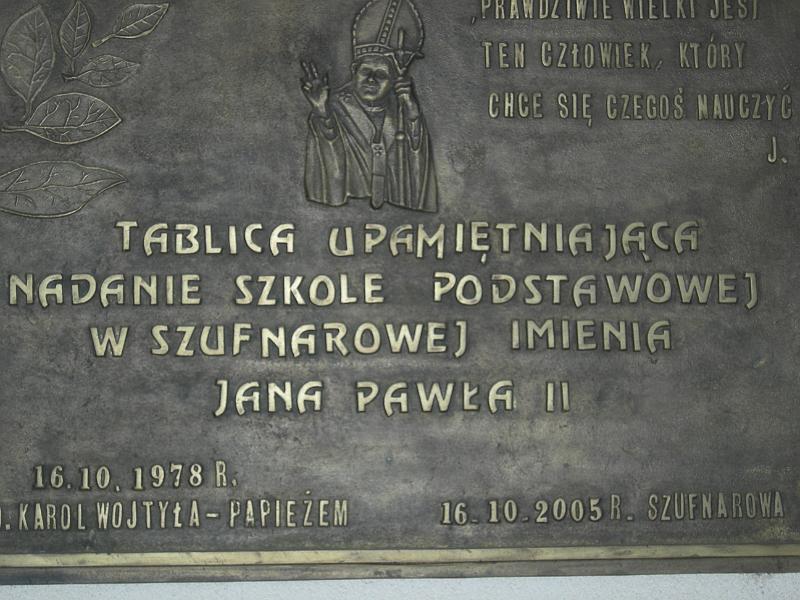 „PRAWDZIWIE WIELKI JEST
TEN CZŁOWIEK, KTÓRY
CHCE SIĘ CZEGOŚ NAUCZYĆ
J.
TABLICA UPAMIĘTNIAJĄCA
NADANIE SZKOLE PODSTAWOWEJ
W SZUFNAROWEJ IMIENIA
JANA PAWŁA II
16.10.1978 R.
KAROL WOJTYŁA - PAPIEŻEM
16.10.2005 R. SZUFNAROWA